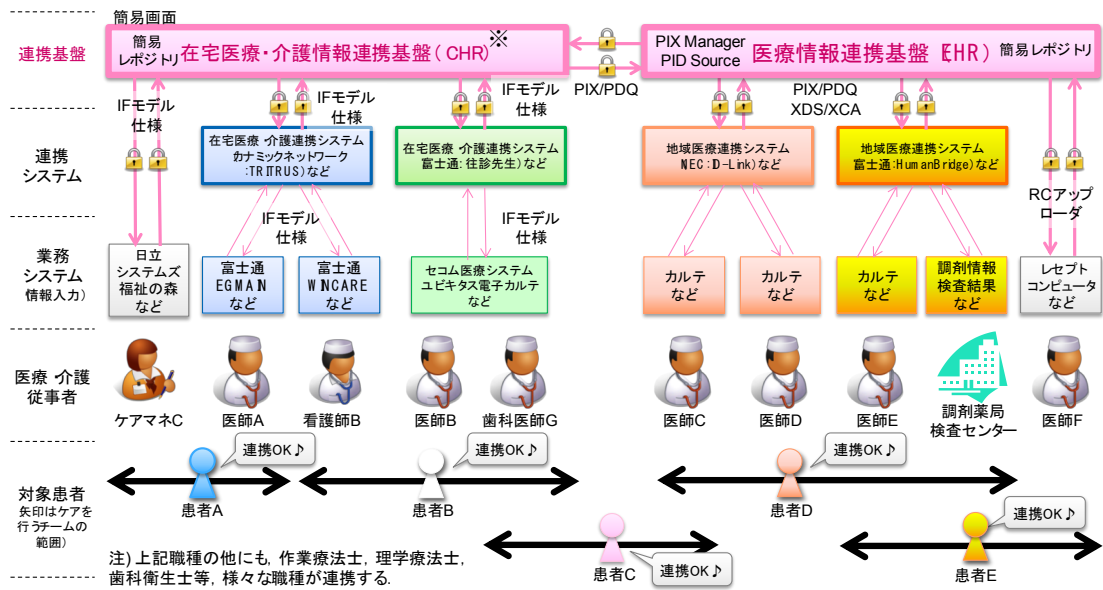 簡易画面
連携基盤
簡易
レポジトリ
在宅医療・介護情報連携基盤(CHR)※
PIX Manager
PID Source
医療情報連携基盤(EHR)
簡易レポジトリ
PIX/PDQ
IFモデル
仕様
IFモデル
仕様
IFモデル
仕様
PIX/PDQ
XDS/XCA
連携
システム
在宅医療・介護連携システム
カナミックネットワーク
:TRITRUS)など
在宅医療・介護連携システム
富士通:往診先生)など
地域医療連携システム
NEC:ID-Link)など
地域医療連携システム
富士通:HumanBridge)など
RCアップ
ローダ
IFモデル
仕様
IFモデル
仕様
業務
システム
情報入力)
日立
システムズ
福祉の森
など
富士通
EGMAIN
など
富士通
WINCARE
など
セコム医療システム
ユビキタス電子カルテ
など
カルテ
など
カルテ
など
カルテ
など
調剤情報
検査結果
など
レセプト
コンピュータ
など
医療・介護
従事者
ケアマネC
医師A
看護師B
医師B
歯科医師G
医師C
医師D
医師E
調剤薬局
検査センター
医師F
対象患者
矢印はケアを
行うチームの
範囲)
連携OK♪
患者A
連携OK♪
患者B
連携OK♪
患者D
連携OK♪
患者C
連携OK♪
患者E
注)上記職種の他にも,作業療法士,理学療法士,
歯科衛生士等,様々な職種が連携する.